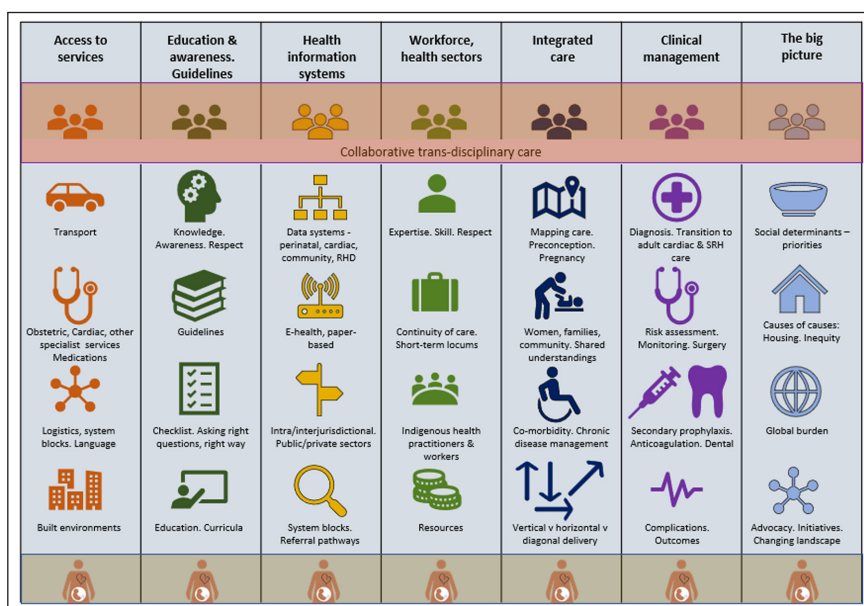 Access to
services
Education &
awareness.
Guidelines
Health
information
systems
Workforce,
health sectors
Integrated
care
Clinical
management
The big
picture
Collaborative trans-disciplinary care
Transport
Knowledge.
Awareness. Respect
Data systems -
perinatal, cardiac,
community, RHD
Expertise. Skill. Respect
Mapping care.
Preconception.
Pregnancy
Diagnosis. Transition to
adult cardiac & SRH
care
Social determinants –
priorities
Obstetric, Cardiac, other
specialist services
Medications
Guidelines
E-health, paper-
based
Continuity of care.
Short-term locums
Women, families,
community. Shared
understandings
Risk assessment.
Monitoring. Surgery
Causes of causes:
Housing. Inequity
Logistics, system
blocks. Language
Checklist. Asking right
questions, right way
Intra/interjurisdictional.
Public/private sectors
Indigenous health
practitioners &
workers
Co-morbidity. Chronic
disease management
Secondary prophylaxis.
Anticoagulation. Dental
Global burden
Built environments
Education. Curricula
System blocks.
Referral pathways
Resources
Vertical v horizontal v
diagonal delivery
Complications.
Outcomes
Advocacy. Initiatives.
Changing landscape